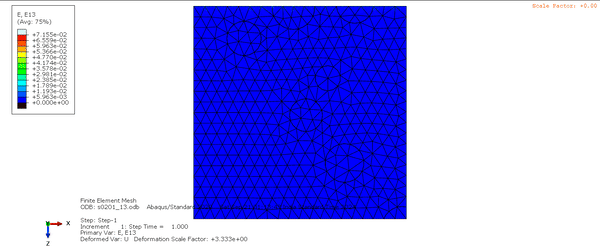 E, E13
(Avg: 75%)
+7.155e-02
+6.559e-02
+5.963e-02
+5.366e-02
+4.770e-02
+4.174e-02
+3.578e-02
+2.981e-02
+2.385e-02
+1.789e-02
+1.193e-02
+5.963e-03
+0.000e+00
Scale Factor: +0.00
Finite Element Mesh
ODB: s0201_13.odb Abaqus/Standar
Step: Step-1
Increment 1: Step Time = 1.000
Primary Var: E, E13
Deformed Var: U Deformation Scale Factor: +3.333e+00
Y
X
Z